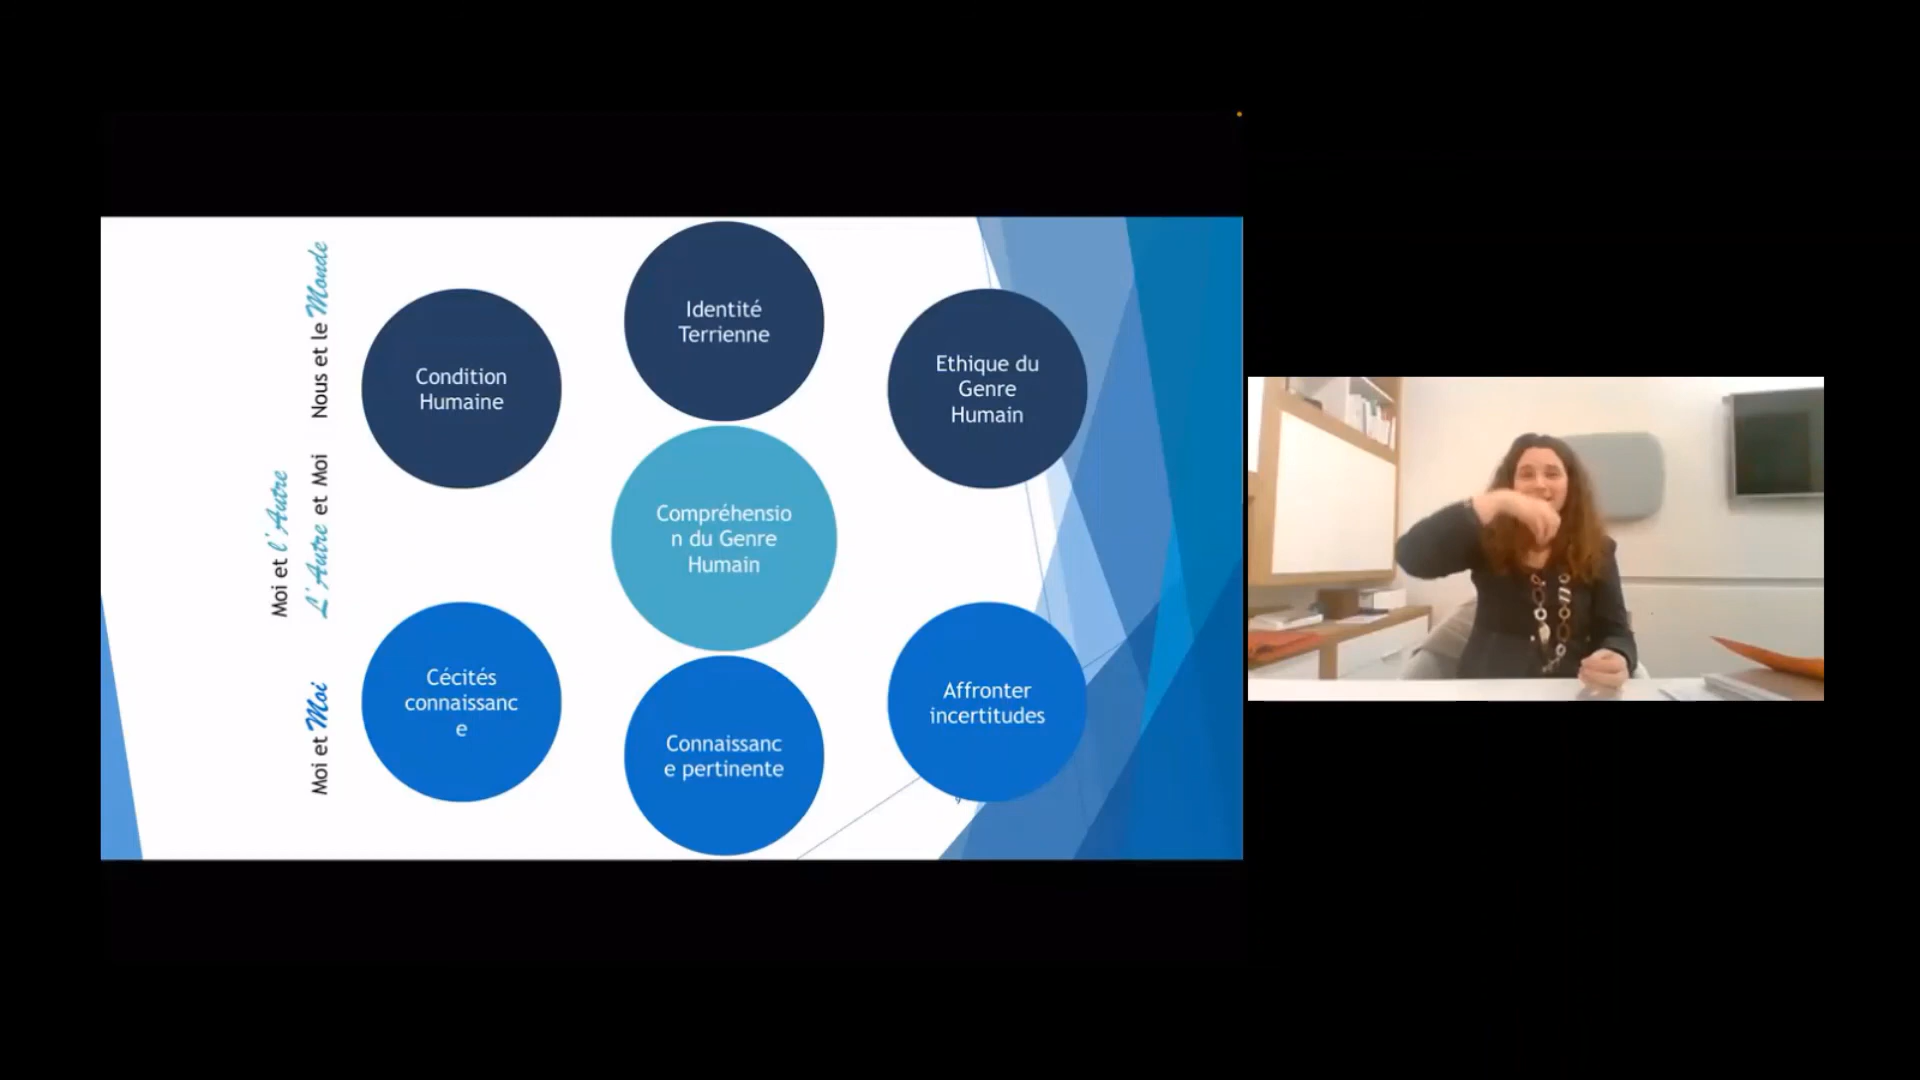 Nous et le Monde
Moi et l'Autre
L'Autre et Moi
Moi et Moi
Condition
Humaine
Identité
Terrienne
Ethique du
Genre
Humain
Compréhensio
n du Genre
Humain
Cécités
connaissanc
e
Connaissanc
e pertinente
Affronter
incertitudes